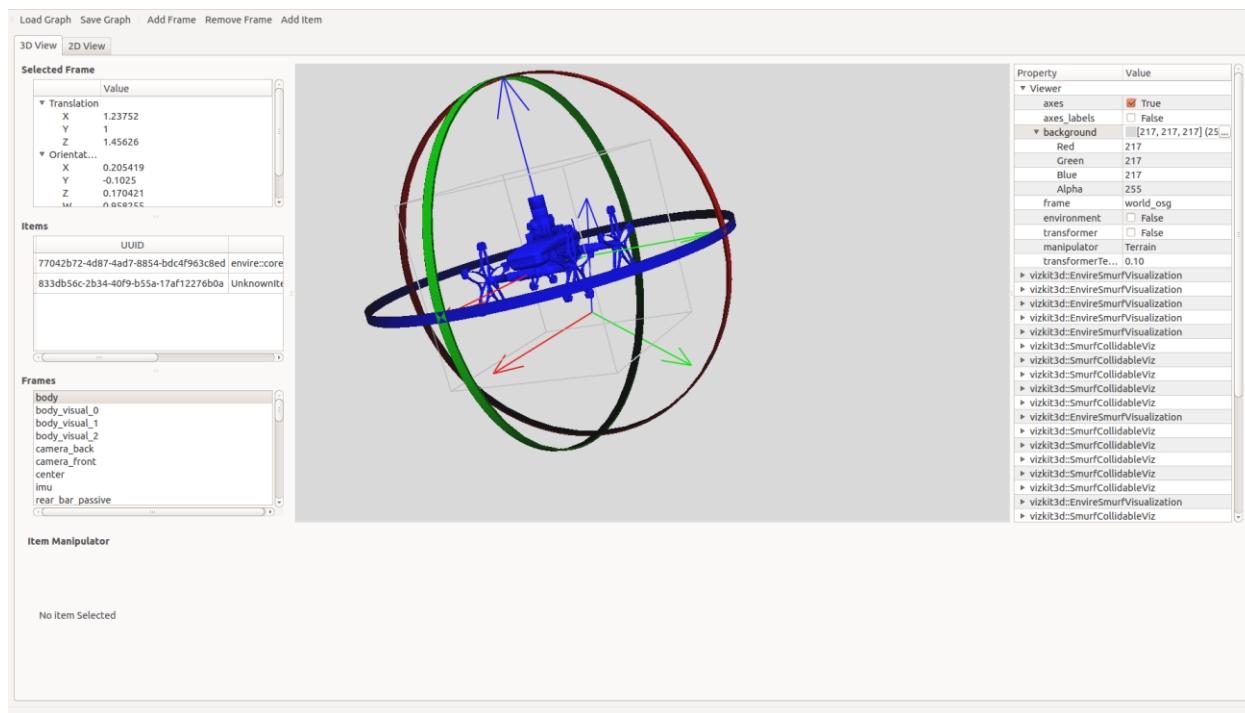 Load Graph Save Graph Add Frame Remove Frame Add Item
3D View 2D View
Selected Frame
Value
Translation
X 1.23752
Y 1
Z 1.45626
Orientat...
X 0.205419
Y -0.1025
Z 0.170421
W 0.958255
Items
UUID
77042b72-4d87-4ad7-8854-bdc4f963c8ed envire::core
833db56c-2b34-40f9-b55a-17af12276b0a UnknownIte
Frames
body
body_visual_0
body_visual_1
body_visual_2
camera_back
camera_front
center
imu
rear_bar_passive
Property Value
Viewer
axes True
axes_labels False
background [217, 217, 217] (25...
Red 217
Green 217
Blue 217
Alpha 255
frame world_osg
environment False
transformer False
manipulator Terrain
transformerTe... 0.10
vizkit3d::EnvireSmurfVisualization
vizkit3d::EnvireSmurfVisualization
vizkit3d::EnvireSmurfVisualization
vizkit3d::EnvireSmurfVisualization
vizkit3d::EnvireSmurfVisualization
vizkit3d::SmurfCollidableViz
vizkit3d::SmurfCollidableViz
vizkit3d::SmurfCollidableViz
vizkit3d::SmurfCollidableViz
vizkit3d::SmurfCollidableViz
vizkit3d::EnvireSmurfVisualization
vizkit3d::SmurfCollidableViz
vizkit3d::SmurfCollidableViz
vizkit3d::SmurfCollidableViz
vizkit3d::SmurfCollidableViz
vizkit3d::SmurfCollidableViz
vizkit3d::EnvireSmurfVisualization
vizkit3d::SmurfCollidableViz
Item Manipulator
No item Selected